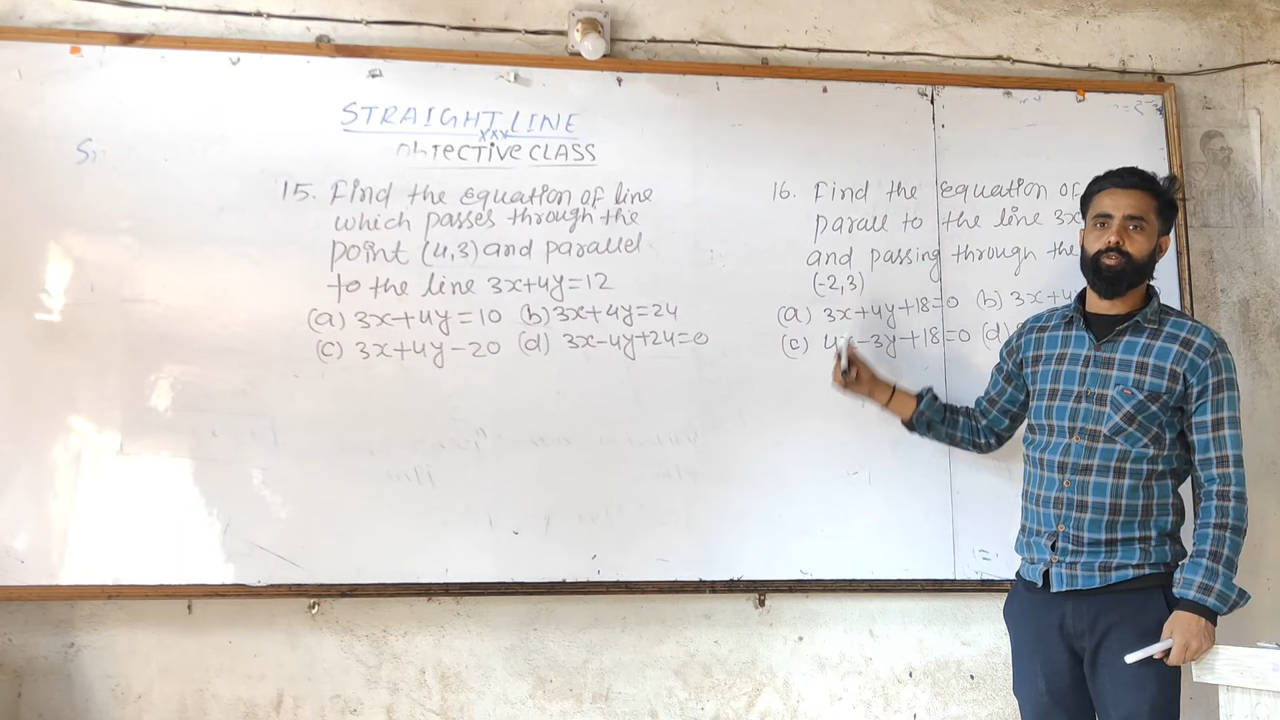 STRAIGHT LINE
xxx
OBJECTIVE CLASS
15. Find the equation of line
which passes through the
point (4,3) and parallel
to the line 3x+4y=12
(a) 3x+4y=10 (b) 3x+4y=24
(c) 3x+4y-20 (d) 3x-4y+24=0
16. Find the equation of
parall to the line 3x
and passing through the
(-2,3)
(a) 3x+4y+18=0 (b) 3x+4y
(c) 4x-3y+18=0 (d)